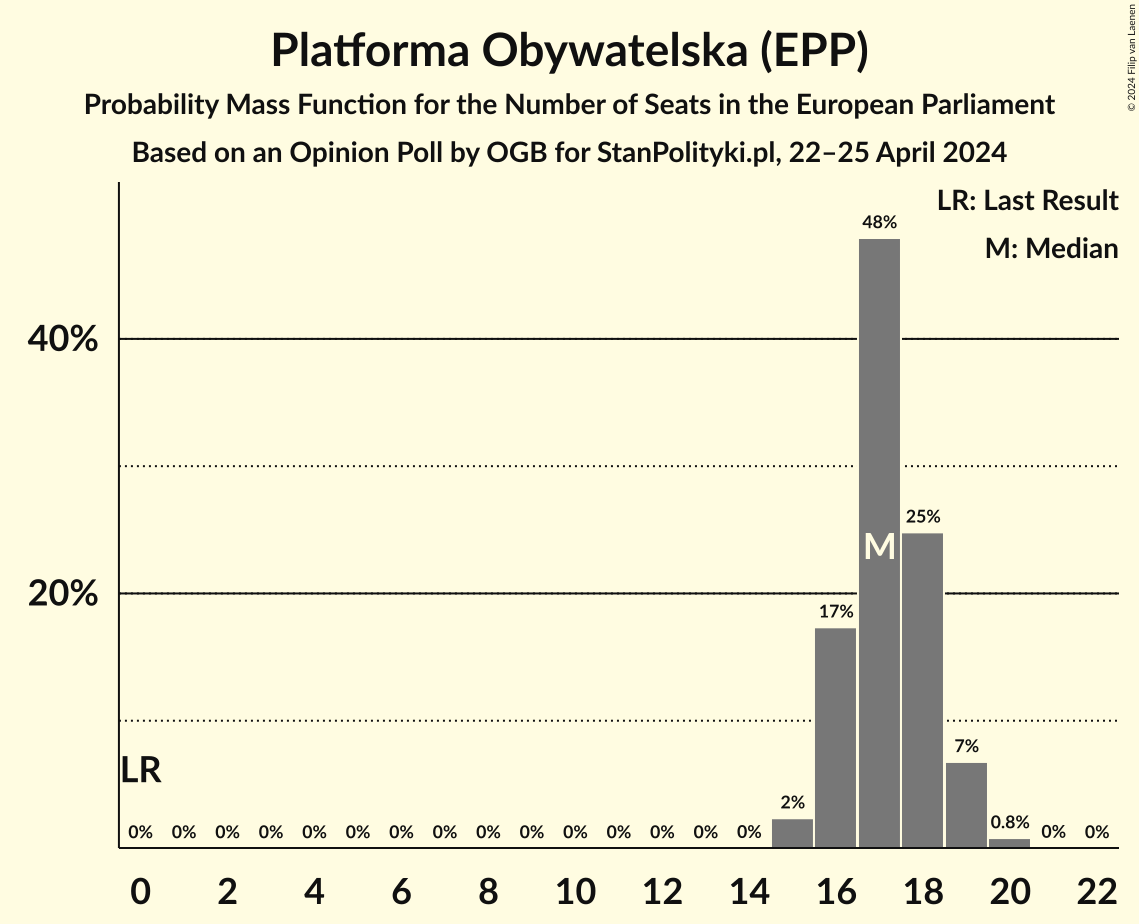 Platforma Obywatelska (EPP)
Probability Mass Function for the Number of Seats in the European Parliament
Based on an Opinion Poll by OGB for StanPolityki.pl, 22–25 April 2024
© 2024 Filip van Laenen
LR: Last Result
M: Median
48%
40%
25%
M
20%
17%
7%
LR
2%
0.8%
0% 0% 0% 0% 0% 0% 0% 0% 0% 0% 0% 0% 0% 0% 0% 0% 0%
0 2 4 6 8 10 12 14 16 18 20 22